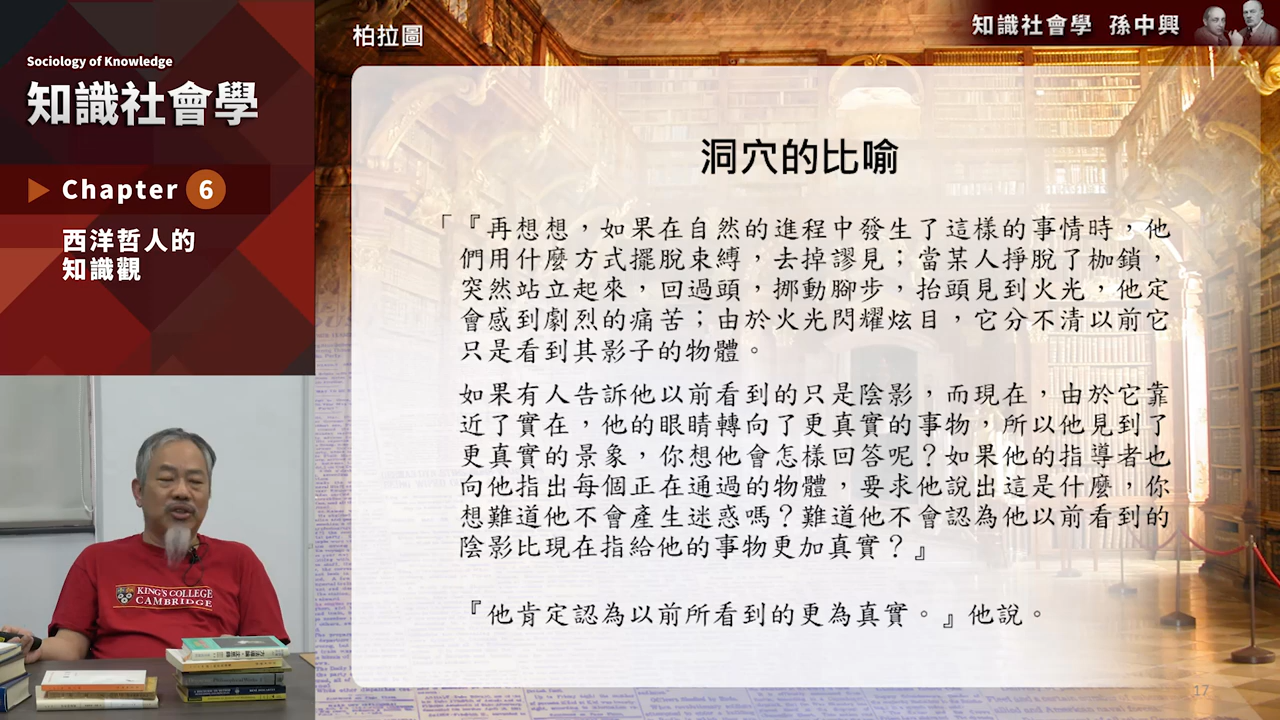 Sociology of Knowledge
知識社會學
Chapter 6
西洋哲人的
知識觀
柏拉圖
知識社會學 孫中興
洞穴的比喻
「『再想想，如果在自然的進程中發生了這樣的事情時，他
們用什麼方式擺脫束縛，去掉謬見；當某人掙脫了枷鎖，
突然站立起來，回過頭，挪動腳步，抬頭見到火光，他定
會感到劇烈的痛苦；由於火光閃耀炫目，它分不清以前它
只是看到其影子的物體。
如果有人告訴他以前看到的只是陰影，而現在，由於它靠
近了實在，他的眼睛轉向了更真實的事物，所以他見到了
更真實的景象，你想他會怎樣回答呢？如果他的指導者也
向他指出每個正在通過的物體，要求他說出這是什麼，你
想難道他不會產生迷惑嗎？難道他不會認為他以前看到的
陰影比現在指給他的事物更加真實？』
『他肯定認為以前所看到的更為真實。』他說。
KING'S COLLEGE
CAMBRIDGE
17